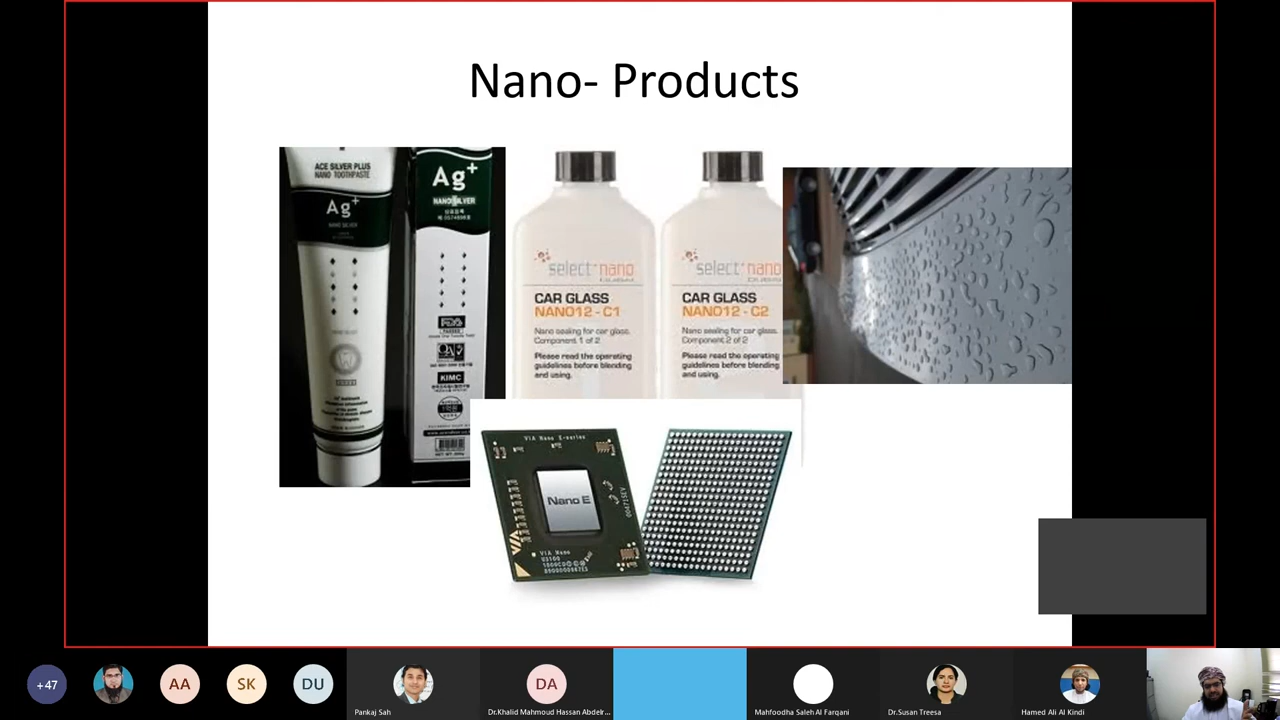 Nano- Products
ACE SILVER PLUS
NANO TOOTHPASTE
Ag+
NANO SILVER
Ag+
NANO SILVER
FDA
KIMC
select nano
CAR GLASS
NANO12 - C1
Nano sealing for car glass.
Component 1 of 2
Please read the operating
guidelines before blending
and using.
select nano
CAR GLASS
NANO12 - C2
Nano sealing for car glass.
Component 2 of 2
Please read the operating
guidelines before blending
and using.
VIA Nano E-series
Nano E
VIA
VIA Nano
+47
AA
SK
DU
Pankaj Sah
DA
Dr.Khalid Mahmoud Hassan Abdelr...
Mahfoodha Saleh Al Farqani
Dr.Susan Treesa
Hamed Ali Al Kindi